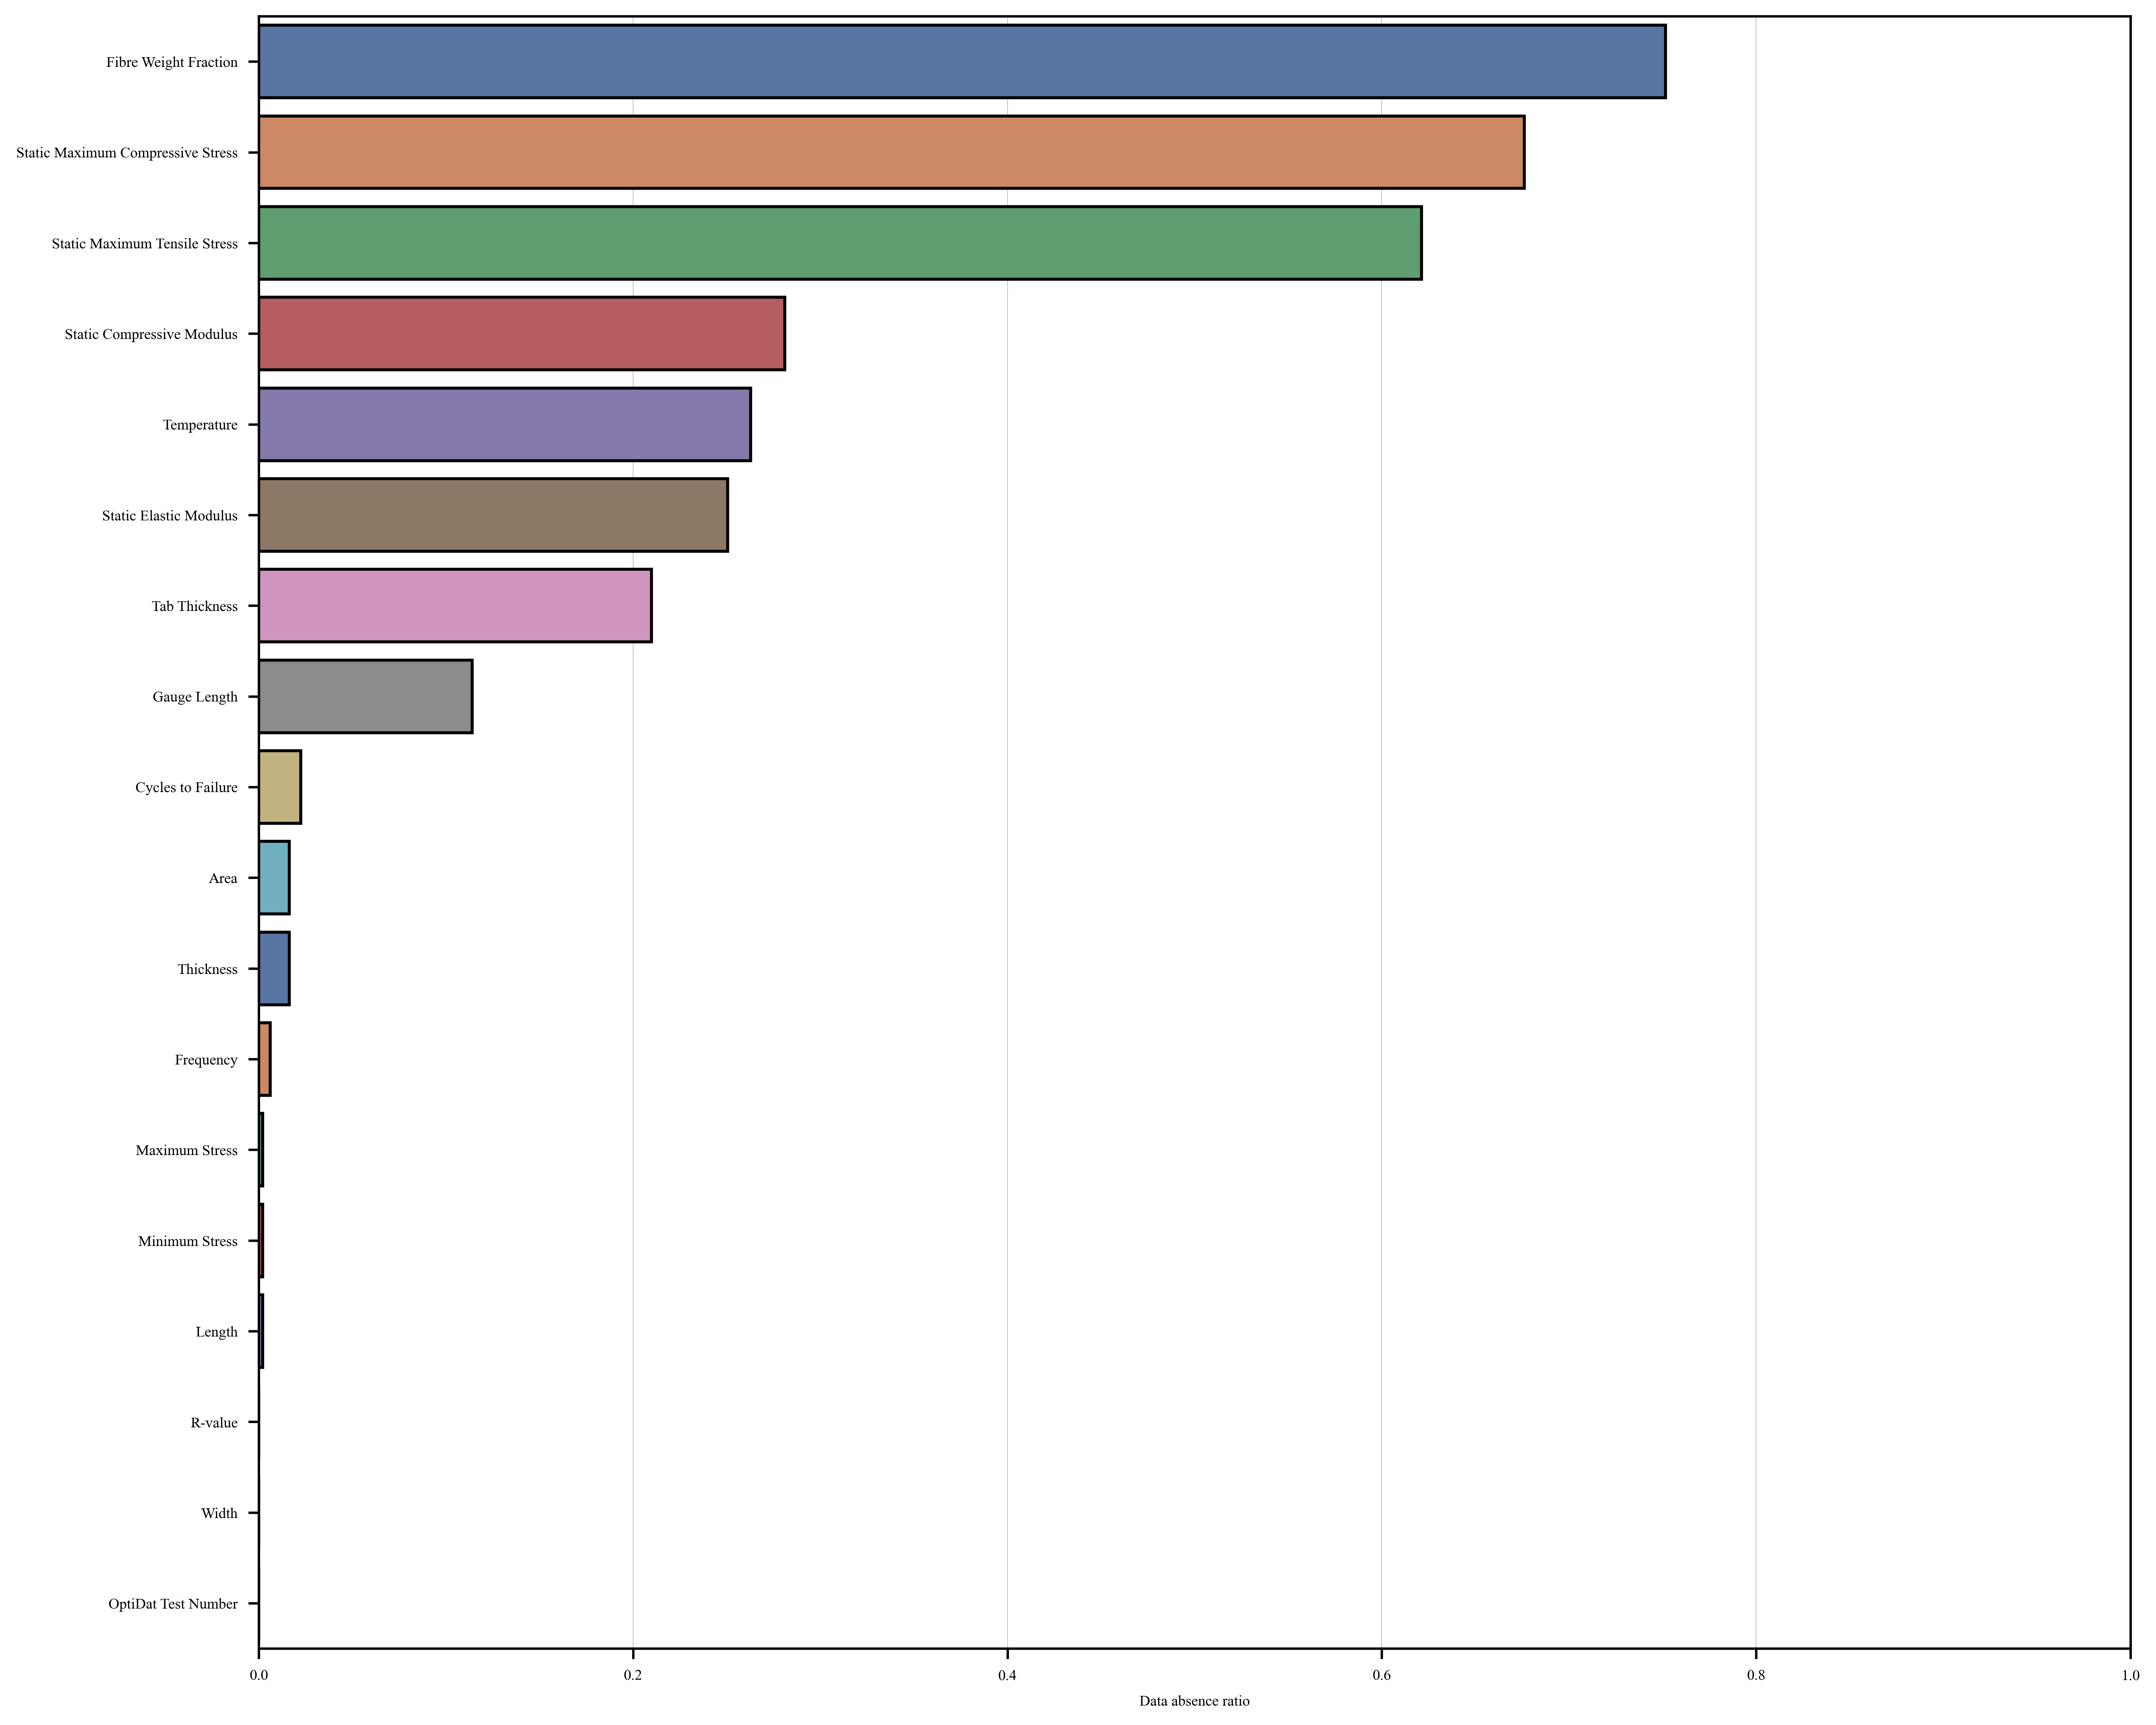 Fibre Weight Fraction
Static Maximum Compressive Stress
Static Maximum Tensile Stress
Static Compressive Modulus
Temperature
Static Elastic Modulus
Tab Thickness
Gauge Length
Cycles to Failure
Area
Thickness
Frequency
Maximum Stress
Minimum Stress
Length
R-value
Width
OptiDat Test Number
0.0 0.2 0.4 0.6 0.8 1.0
Data absence ratio